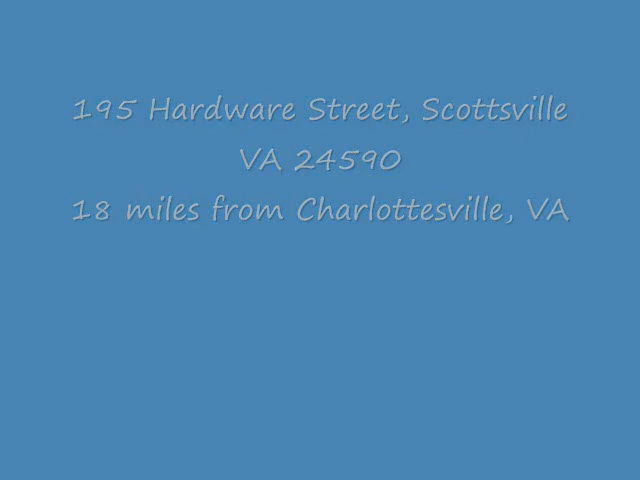 195 Hardware Street, Scottsville
VA 24590
18 miles from Charlottesville, VA